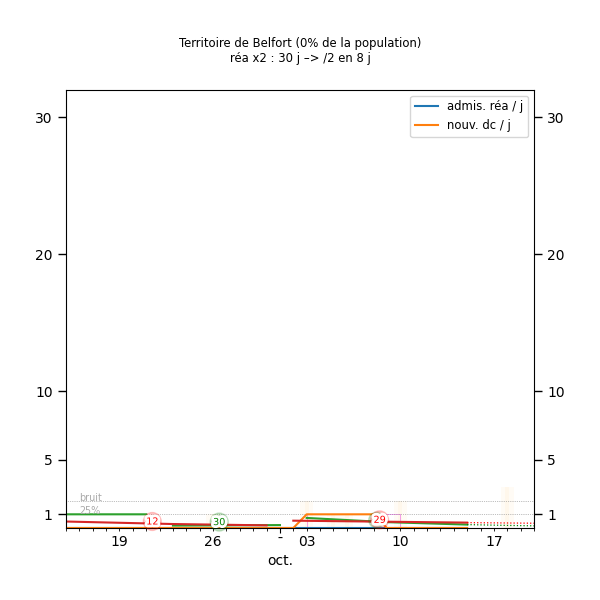 Territoire de Belfort (0% de la population)
réa x2 : 30 j –> /2 en 8 j
admis. réa / j
nouv. dc / j
30 30
20 20
10 10
5 5
bruit
25%
1 1
12 30 29
19 26 - 03 10 17
oct.